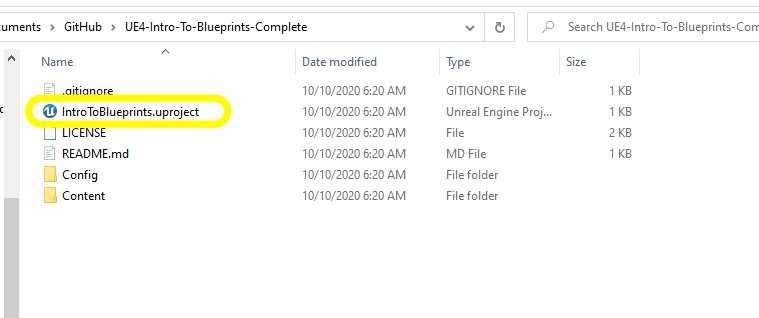 cuments > GitHub > UE4-Intro-To-Blueprints-Complete Search UE4-Intro-To-Blueprints-Com
Name Date modified Type Size
.gitignore 10/10/2020 6:20 AM GITIGNORE File 1 KB
IntroToBlueprints.uproject 10/10/2020 6:20 AM Unreal Engine Proj... 1 KB
LICENSE 10/10/2020 6:20 AM File 2 KB
README.md 10/10/2020 6:20 AM MD File 1 KB
Config 10/10/2020 6:20 AM File folder
Content 10/10/2020 6:20 AM File folder